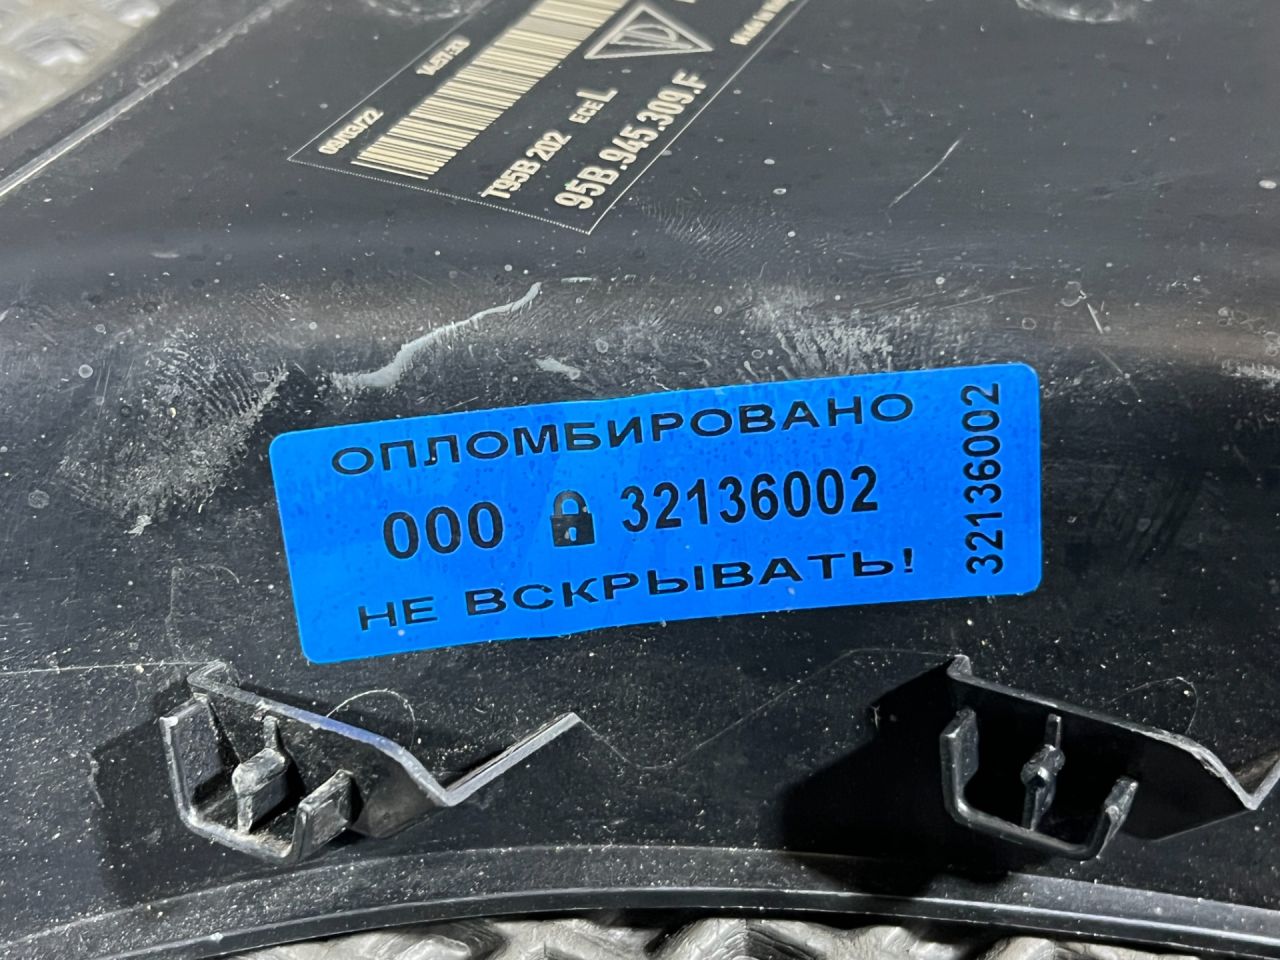 T95B 202 ECE L
95B.945.309.F
ОПЛОМБИРОВАНО
000 32136002
НЕ ВСКРЫВАТЬ!
32136002